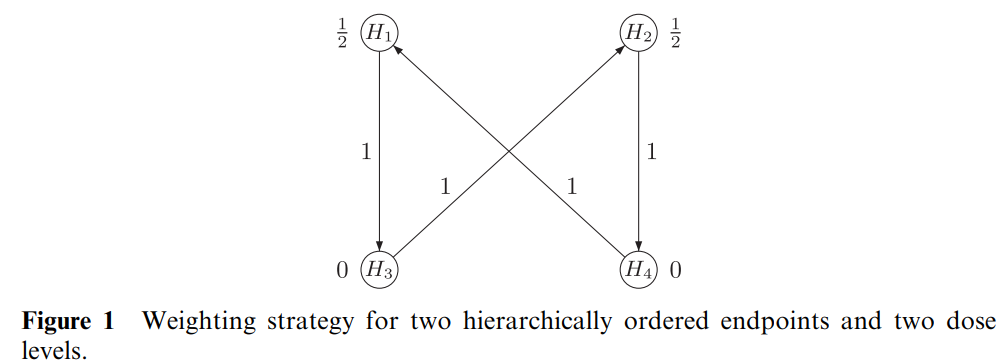 1/2 H1 H2 1/2
1 1
1 1
0 H3 H4 0
Figure 1 Weighting strategy for two hierarchically ordered endpoints and two dose
levels.